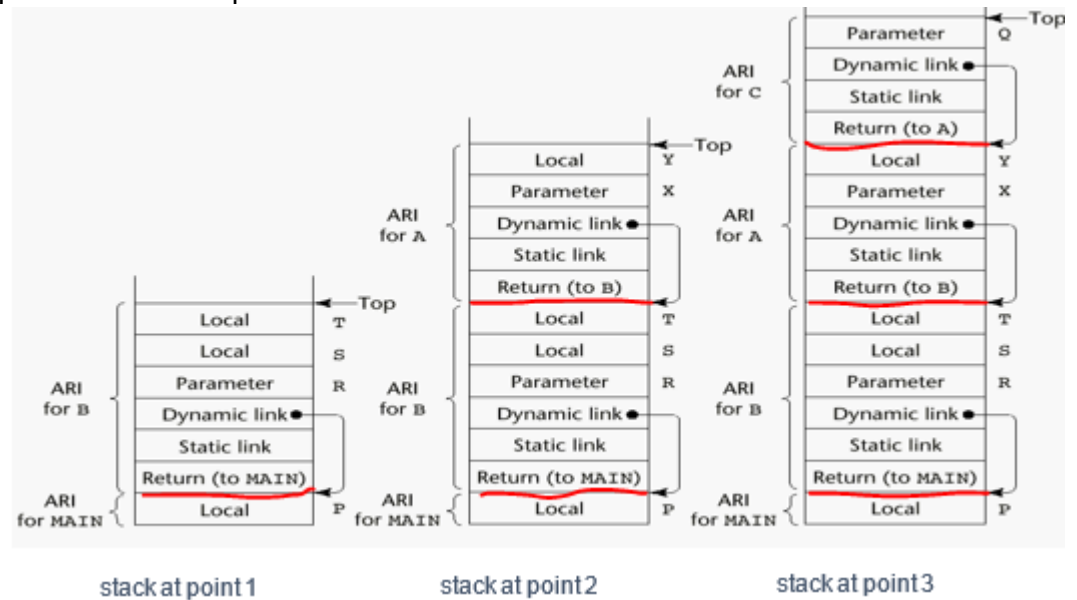 Top
Local T
Local S
Parameter R
ARI for B
Dynamic link
Static link
Return (to MAIN)
ARI for MAIN
Local P
stack at point 1
Top
Local Y
Parameter X
ARI for A
Dynamic link
Static link
Return (to B)
Local T
Local S
Parameter R
ARI for B
Dynamic link
Static link
Return (to MAIN)
ARI for MAIN
Local P
stack at point 2
Top
Parameter Q
ARI for C
Dynamic link
Static link
Return (to A)
Local Y
Parameter X
ARI for A
Dynamic link
Static link
Return (to B)
Local T
Local S
Parameter R
ARI for B
Dynamic link
Static link
Return (to MAIN)
ARI for MAIN
Local P
stack at point 3